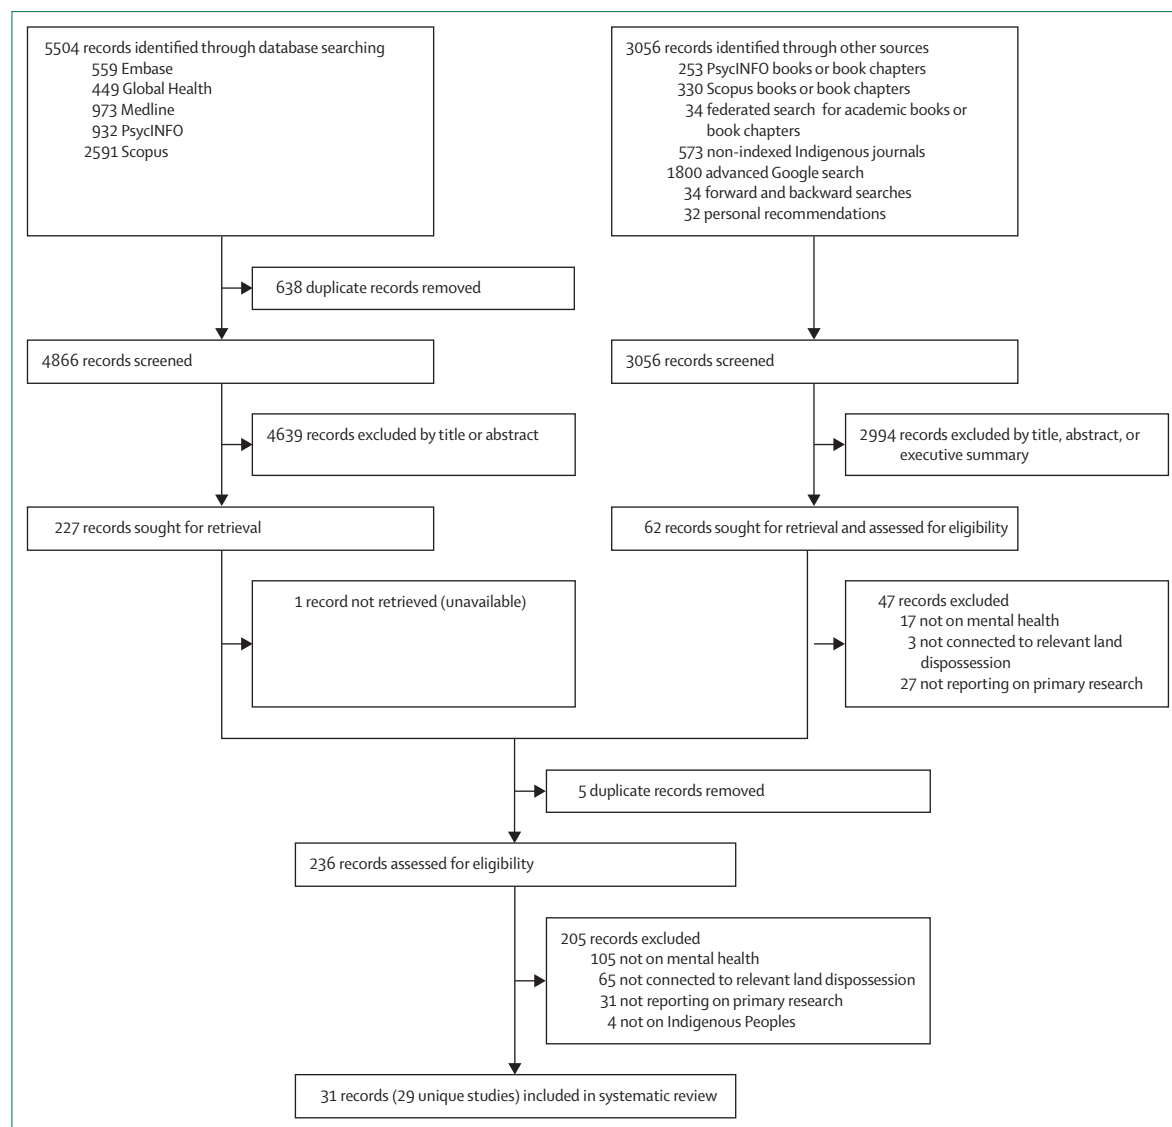 5504 records identified through database searching
559 Embase
449 Global Health
973 Medline
932 PsycINFO
2591 Scopus
3056 records identified through other sources
253 PsycINFO books or book chapters
330 Scopus books or book chapters
34 federated search for academic books or
book chapters
573 non-indexed Indigenous journals
1800 advanced Google search
34 forward and backward searches
32 personal recommendations
638 duplicate records removed
4866 records screened
3056 records screened
4639 records excluded by title or abstract
2994 records excluded by title, abstract, or
executive summary
227 records sought for retrieval
62 records sought for retrieval and assessed for eligibility
1 record not retrieved (unavailable)
47 records excluded
17 not on mental health
3 not connected to relevant land
dispossession
27 not reporting on primary research
5 duplicate records removed
236 records assessed for eligibility
205 records excluded
105 not on mental health
65 not connected to relevant land dispossession
31 not reporting on primary research
4 not on Indigenous Peoples
31 records (29 unique studies) included in systematic review